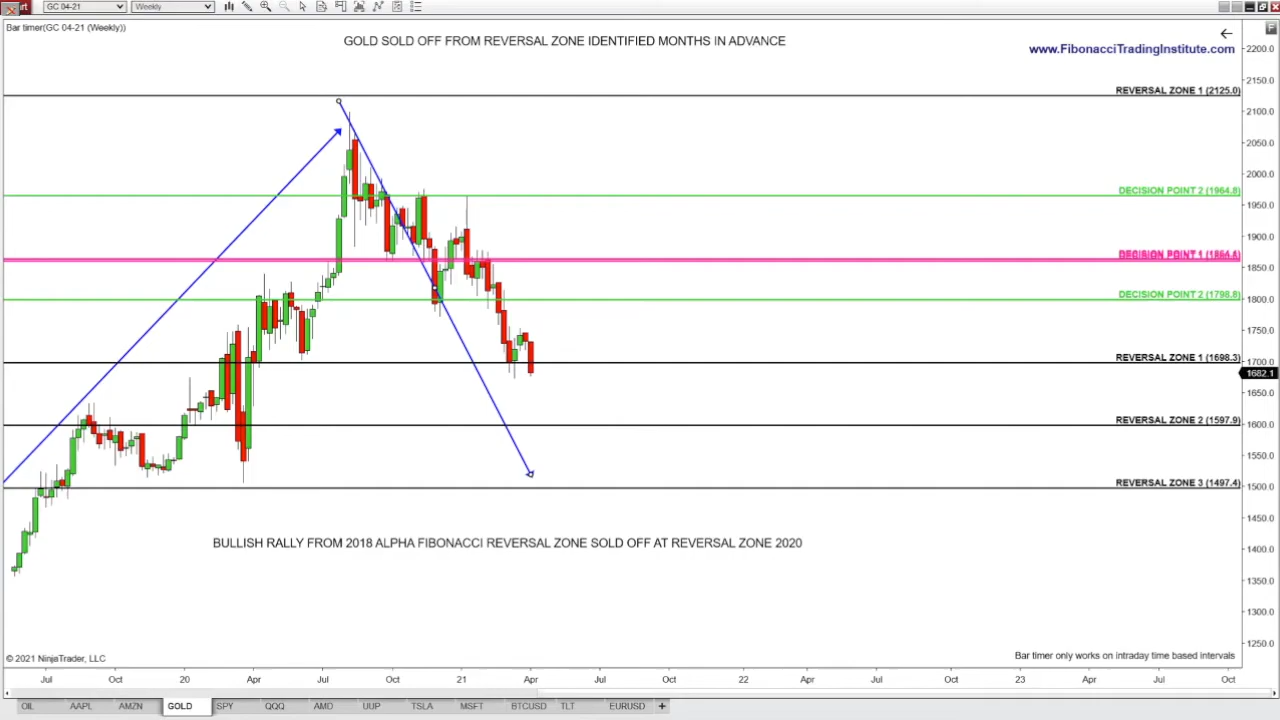 GC 04-21
Weekly
Bar timer(GC 04-21 (Weekly))
GOLD SOLD OFF FROM REVERSAL ZONE IDENTIFIED MONTHS IN ADVANCE
F
www.FibonacciTradingInstitute.com
2200.0
2150.0
REVERSAL ZONE 1 (2125.0)
2100.0
2050.0
2000.0
DECISION POINT 2 (1964.8)
1950.0
1900.0
1850.0
DECISION POINT 2 (1798.8)
1800.0
1750.0
REVERSAL ZONE 1 (1698.3)
1700.0
1682.1
1650.0
REVERSAL ZONE 2 (1597.9)
1600.0
1550.0
REVERSAL ZONE 3 (1497.4)
1500.0
1450.0
BULLISH RALLY FROM 2018 ALPHA FIBONACCI REVERSAL ZONE SOLD OFF AT REVERSAL ZONE 2020
1400.0
1350.0
1300.0
1250.0
© 2021 NinjaTrader, LLC
Bar timer only works on intraday time based intervals
Jul Oct 20 Apr Jul Oct 21 Apr Jul Oct 22 Apr Jul Oct 23 Apr Jul Oct
OIL AAPL AMZN GOLD SPY QQQ AMD UUP TSLA MSFT BTCUSD TLT EURUSD +